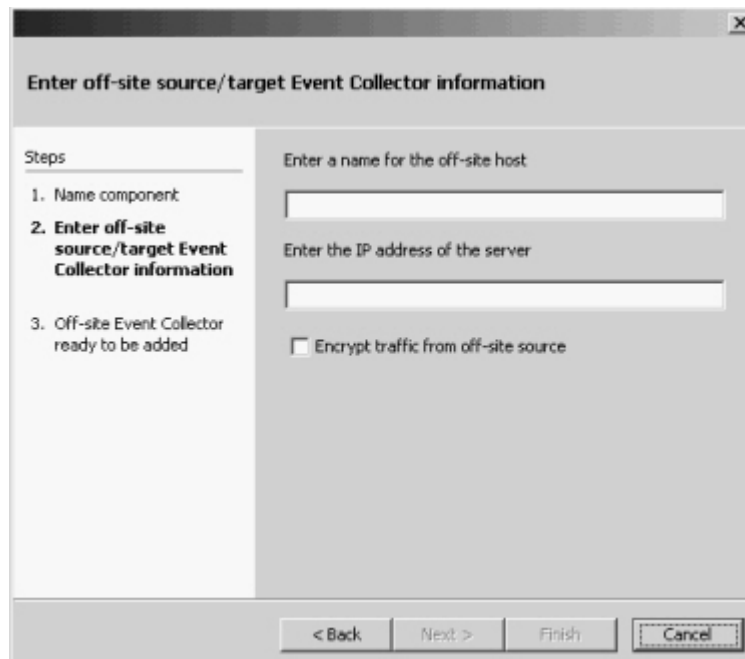 Enter off-site source/target Event Collector information
Steps
1. Name component
2. Enter off-site
source/target Event
Collector information
3. Off-site Event Collector
ready to be added
Enter a name for the off-site host
Enter the IP address of the server
Encrypt traffic from off-site source
< Back
Next >
Finish
Cancel